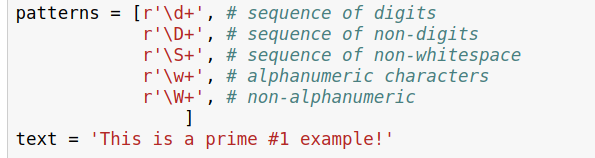 patterns = [r'\d+', # sequence of digits
            r'\D+', # sequence of non-digits
            r'\S+', # sequence of non-whitespace
            r'\w+', # alphanumeric characters
            r'\W+', # non-alphanumeric
                ]
text = 'This is a prime #1 example!'